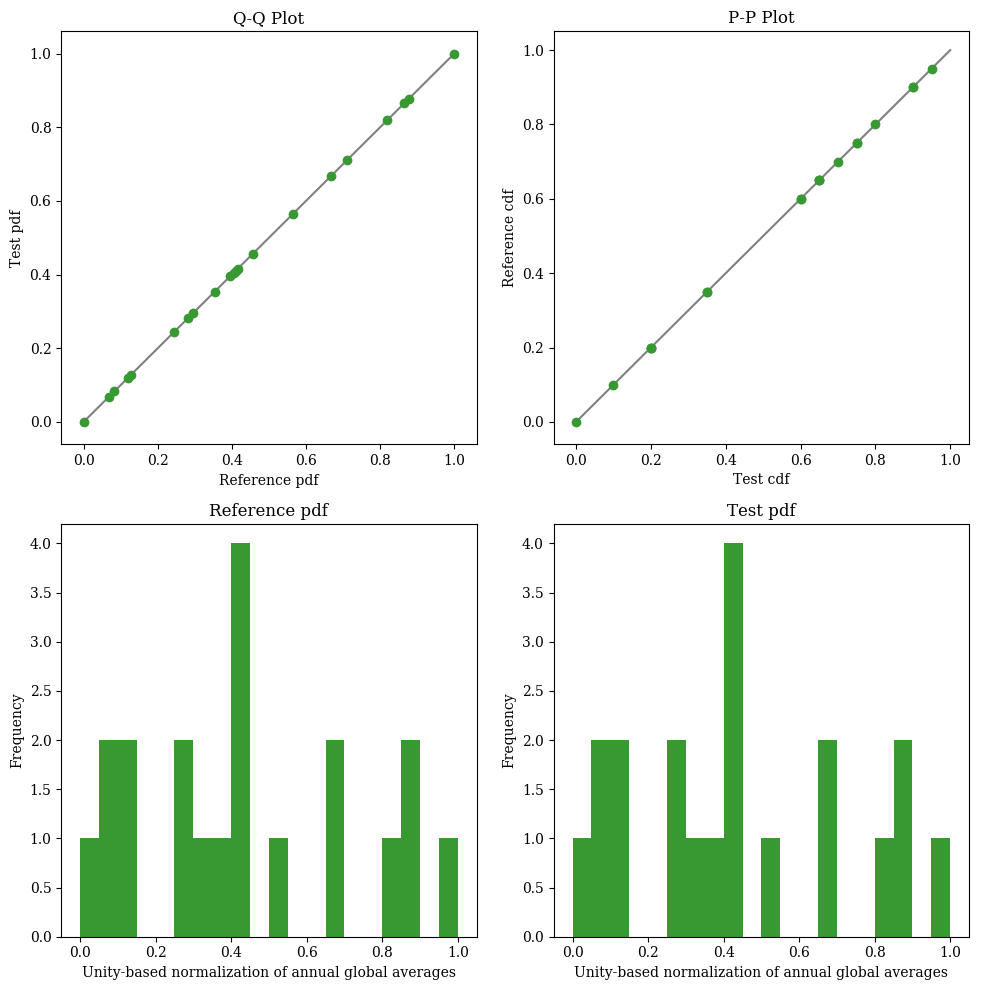 Q-Q Plot
1.0
0.8
0.6
0.4
0.2
0.0
Test pdf
0.0 0.2 0.4 0.6 0.8 1.0
Reference pdf
P-P Plot
1.0
0.8
0.6
0.4
0.2
0.0
Reference cdf
0.0 0.2 0.4 0.6 0.8 1.0
Test cdf
Reference pdf
4.0
3.5
3.0
2.5
2.0
1.5
1.0
0.5
0.0
Frequency
0.0 0.2 0.4 0.6 0.8 1.0
Unity-based normalization of annual global averages
Test pdf
4.0
3.5
3.0
2.5
2.0
1.5
1.0
0.5
0.0
Frequency
0.0 0.2 0.4 0.6 0.8 1.0
Unity-based normalization of annual global averages